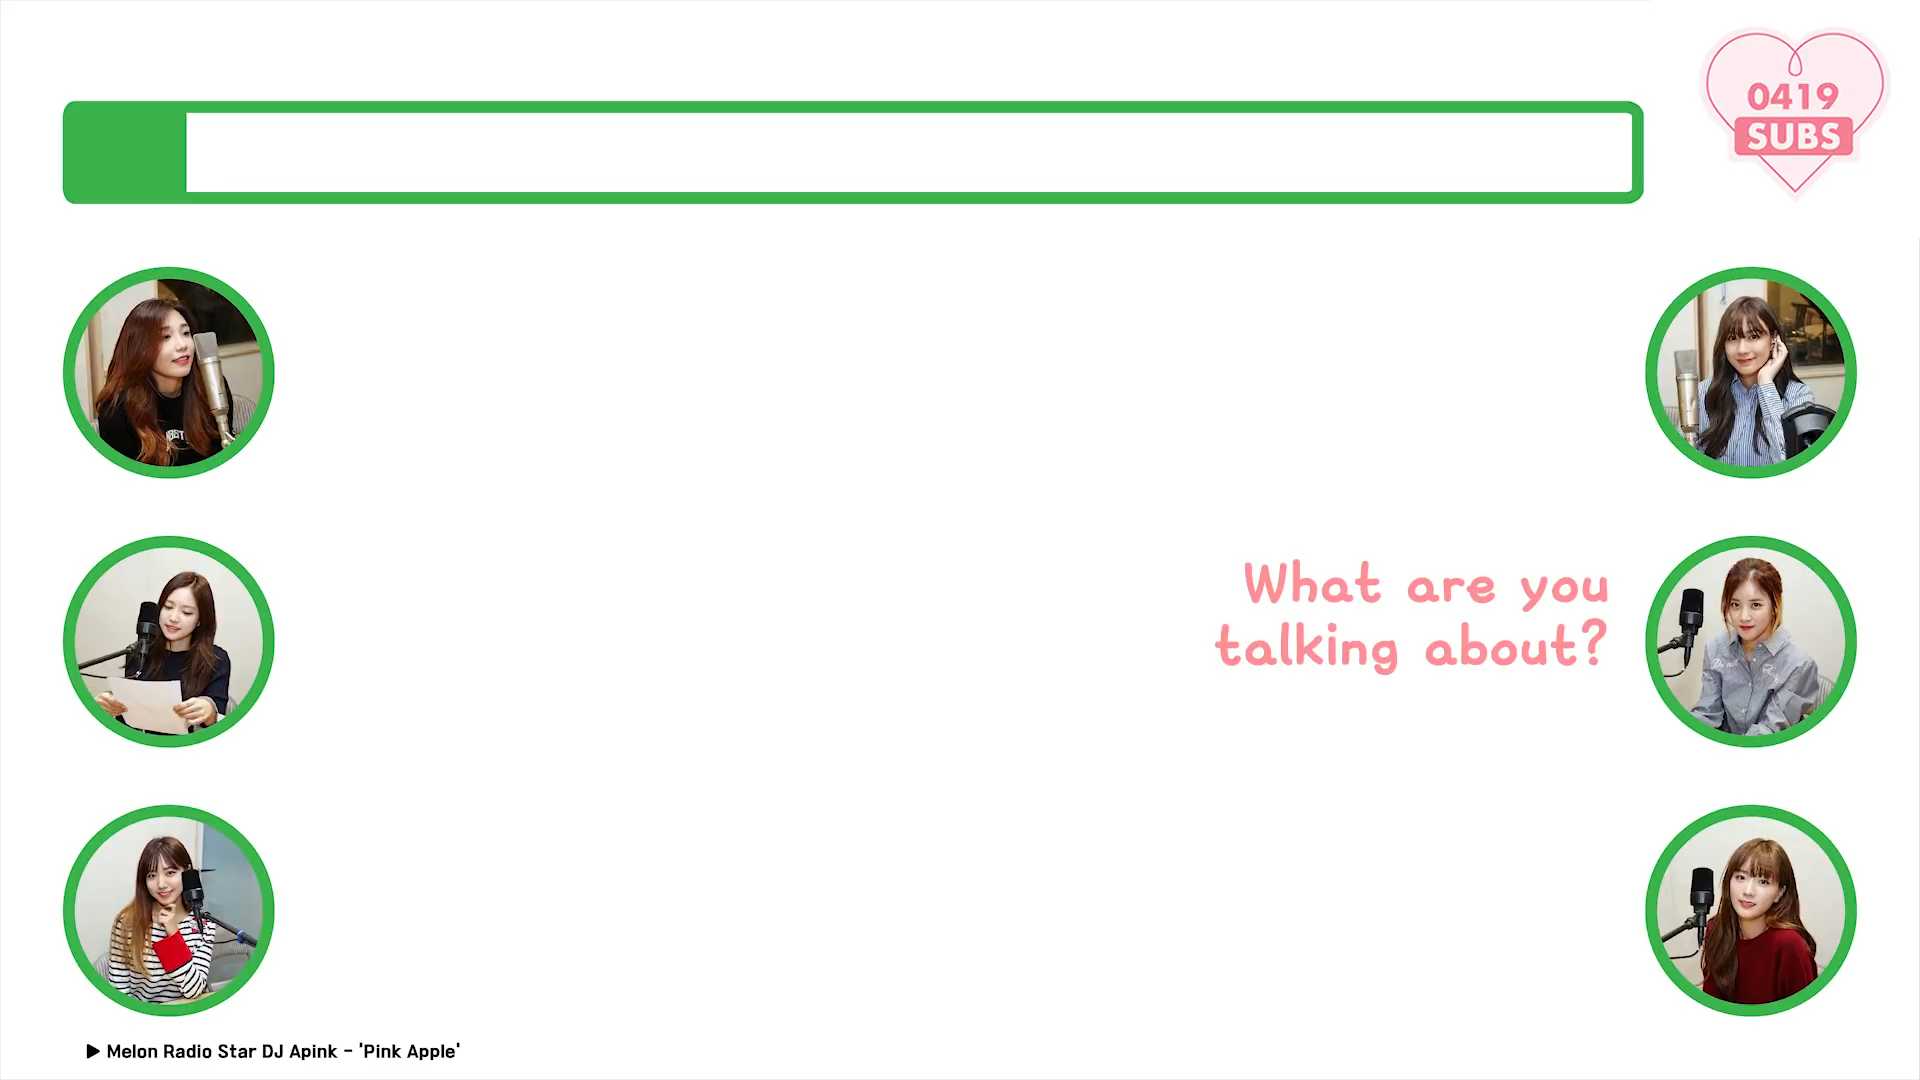 0419
SUBS
What are you
talking about?
▶ Melon Radio Star DJ Apink - 'Pink Apple'